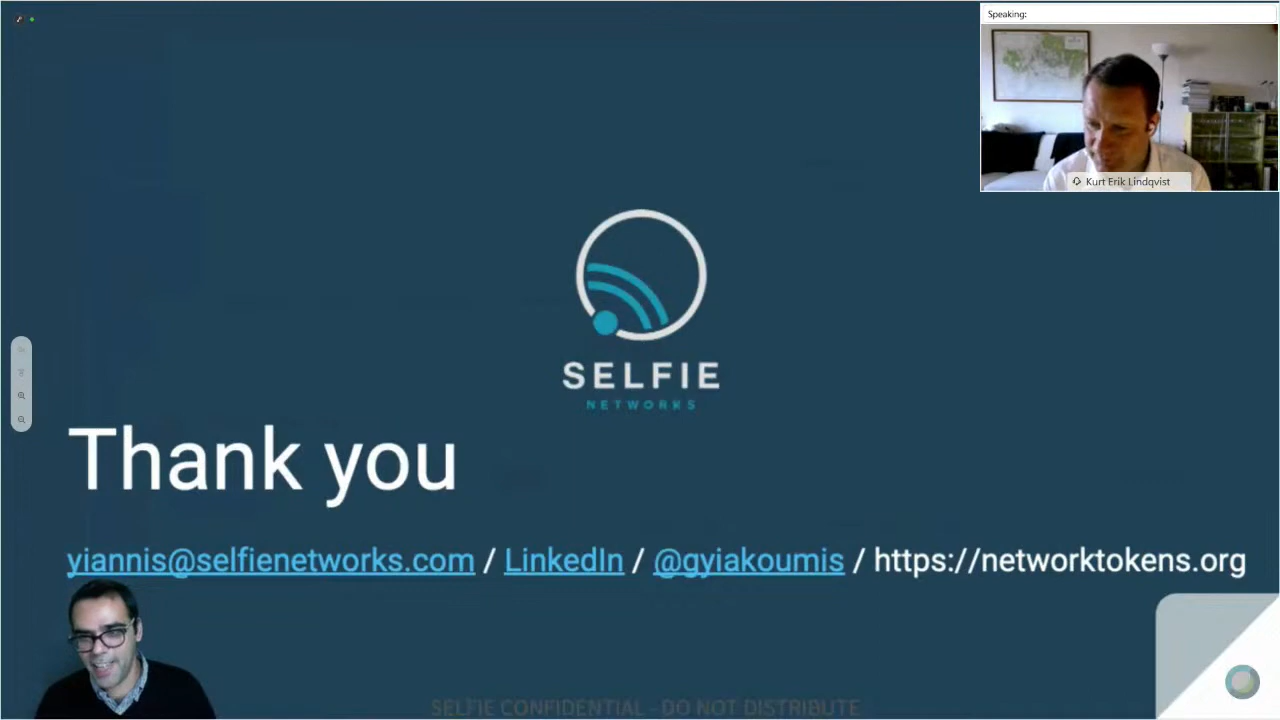 Speaking:
Kurt Erik Lindqvist
SELFIE
NETWORKS
Thank you
yiannis@selfienetworks.com / LinkedIn / @gyiakoumis / https://networktokens.org
SELFIE CONFIDENTIAL - DO NOT DISTRIBUTE